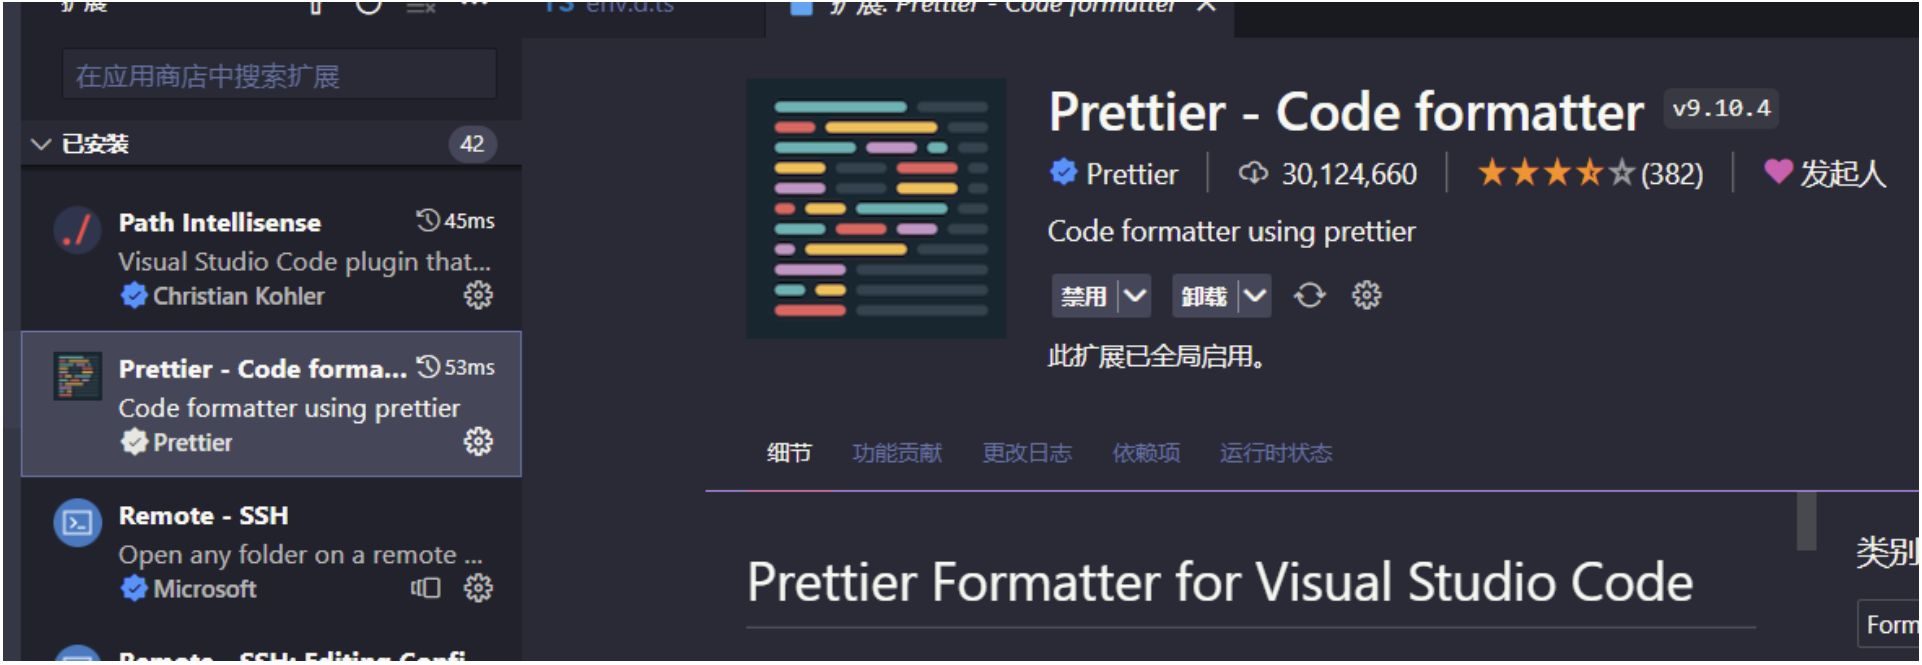 扩展
env.d.ts
扩展: Prettier - Code formatter
在应用商店中搜索扩展
已安装
42
Path Intellisense
45ms
Visual Studio Code plugin that...
Christian Kohler
Prettier - Code forma...
53ms
Code formatter using prettier
Prettier
Remote - SSH
Open any folder on a remote ...
Microsoft
Remote - SSH: Editing Confi
Prettier - Code formatter
v9.10.4
Prettier
30,124,660
(382)
发起人
Code formatter using prettier
禁用
卸载
此扩展已全局启用。
细节
功能贡献
更改日志
依赖项
运行时状态
Prettier Formatter for Visual Studio Code
类别
Form